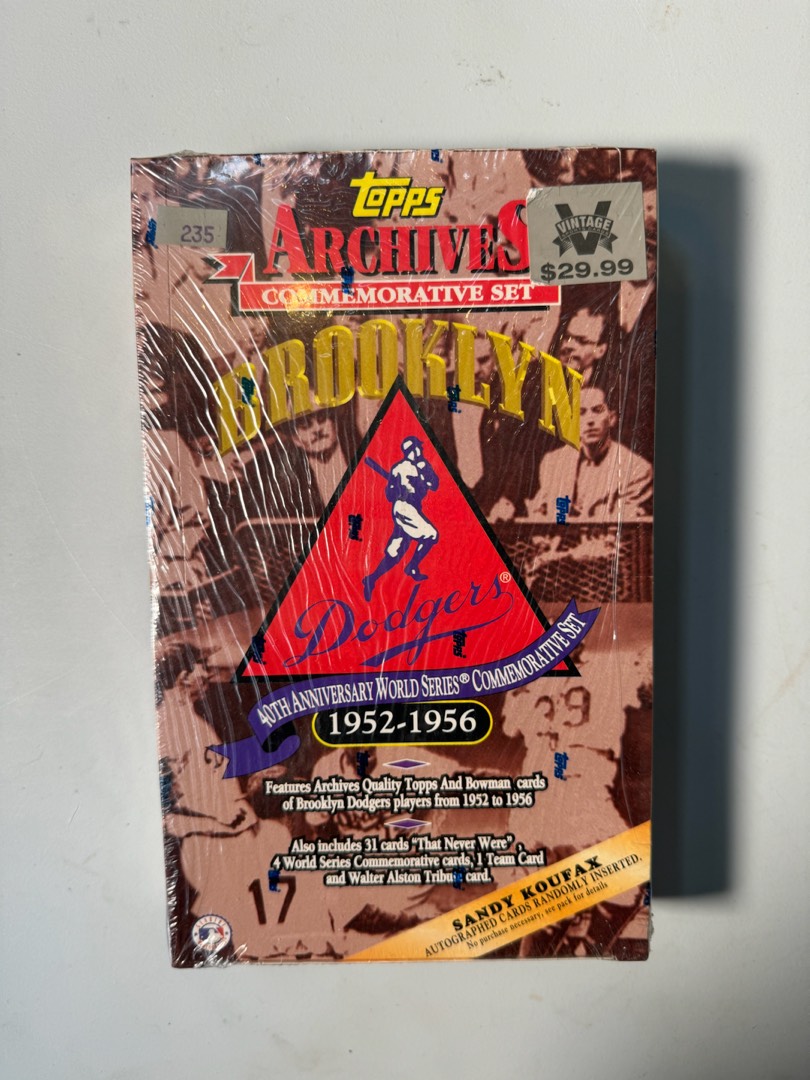 TOPPS
235
ARCHIVES
VINTAGE
V
$29.99
COMMEMORATIVE SET
BROOKLYN
Dodgers®
40TH ANNIVERSARY WORLD SERIES® COMMEMORATIVE SET
1952-1956
Features Archives Quality Topps And Bowman cards
of Brooklyn Dodgers players from 1952 to 1956
Also includes 31 cards "That Never Were",
4 World Series Commemorative cards, 1 Team Card
and Walter Alston Tribute card.
39
17
SANDY KOUFAX
AUTOGRAPHED CARDS RANDOMLY INSERTED.
No purchase necessary, see pack for details